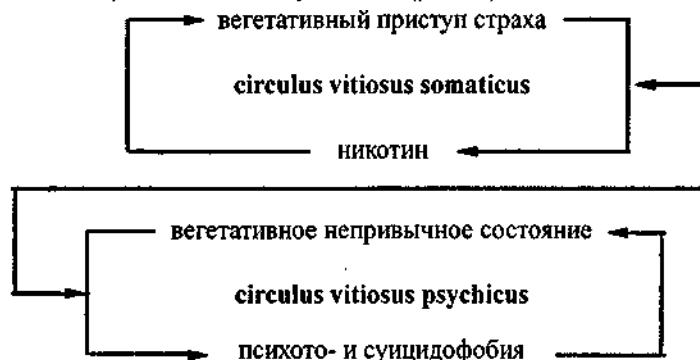 вегетативный приступ страха
circulus vitiosus somaticus
никотин
вегетативное непривычное состояние
circulus vitiosus psychicus
психото- и суицидофобия